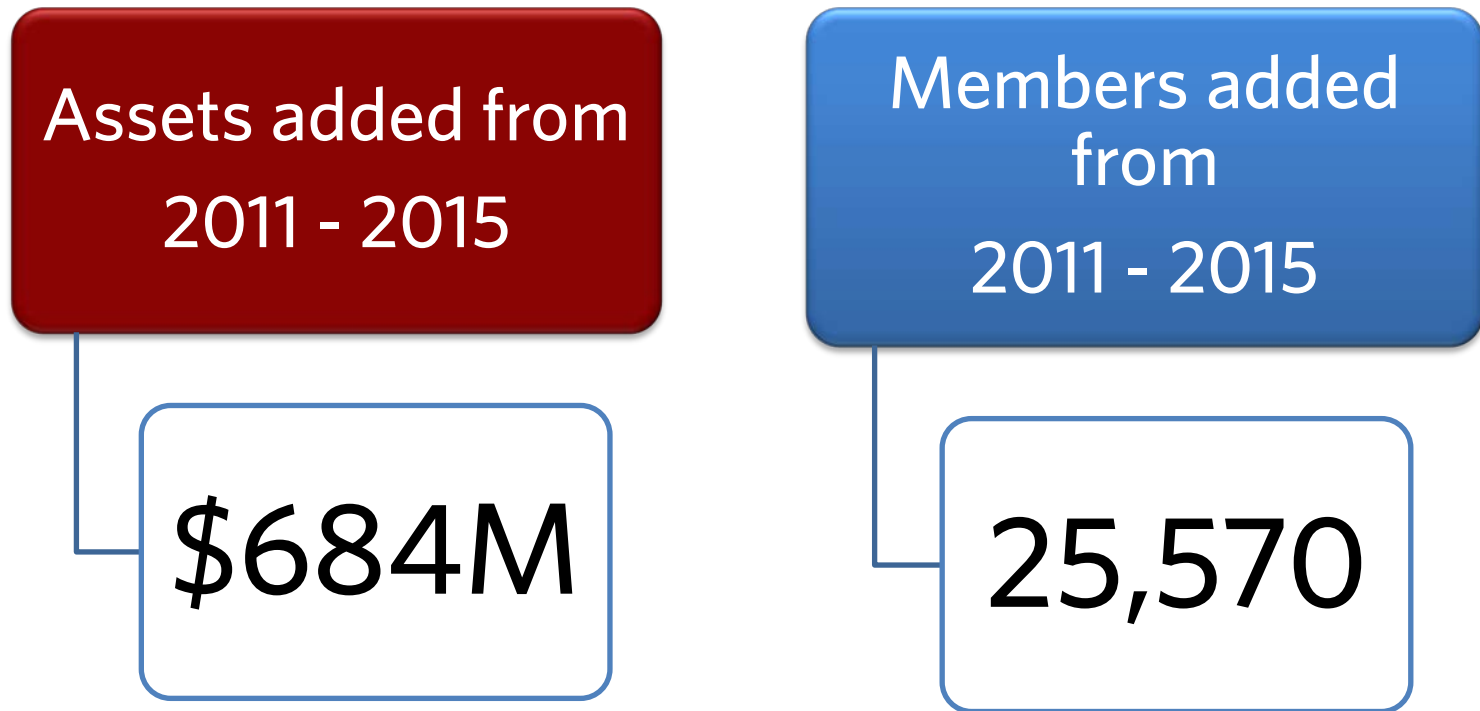 Assets added from
2011 - 2015
$684M
Members added
from
2011 - 2015
25,570